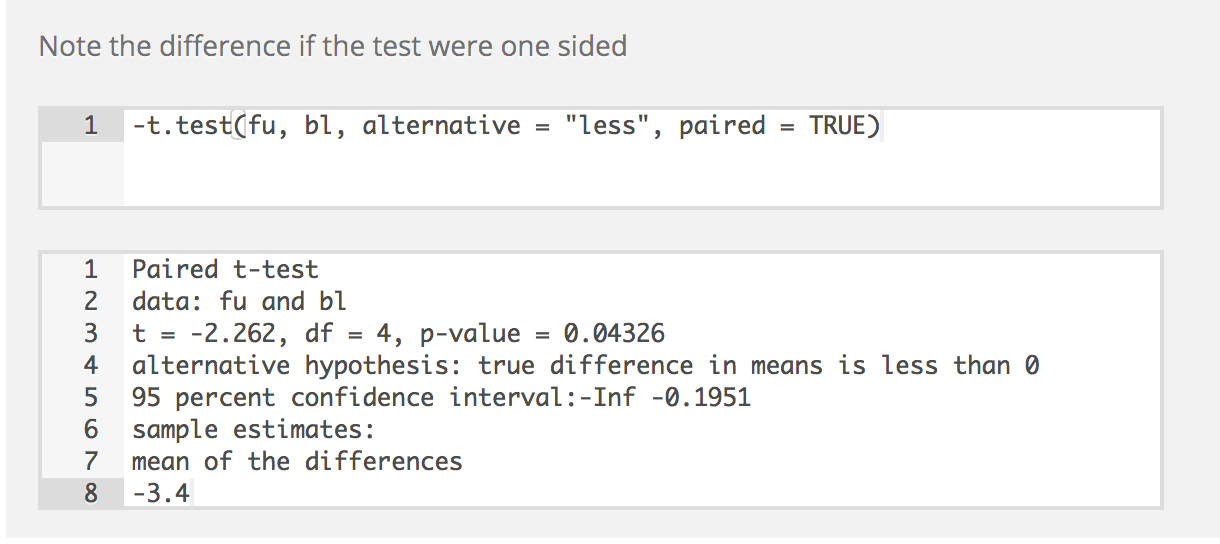 Note the difference if the test were one sided
1 -t.test(fu, bl, alternative = "less", paired = TRUE)
1 Paired t-test
2 data: fu and bl
3 t = -2.262, df = 4, p-value = 0.04326
4 alternative hypothesis: true difference in means is less than 0
5 95 percent confidence interval:-Inf -0.1951
6 sample estimates:
7 mean of the differences
8 -3.4